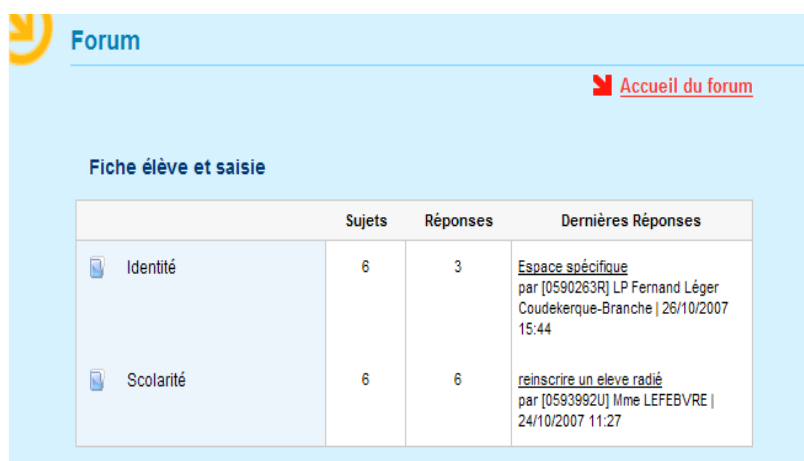 Forum
Accueil du forum
Fiche élève et saisie
Sujets Réponses Dernières Réponses
Identité 6 3 Espace spécifique
par [0590263R] LP Fernand Léger
Coudekerque-Branche | 26/10/2007
15:44
Scolarité 6 6 reinscrire un eleve radié
par [0593992U] Mme LEFEBVRE |
24/10/2007 11:27